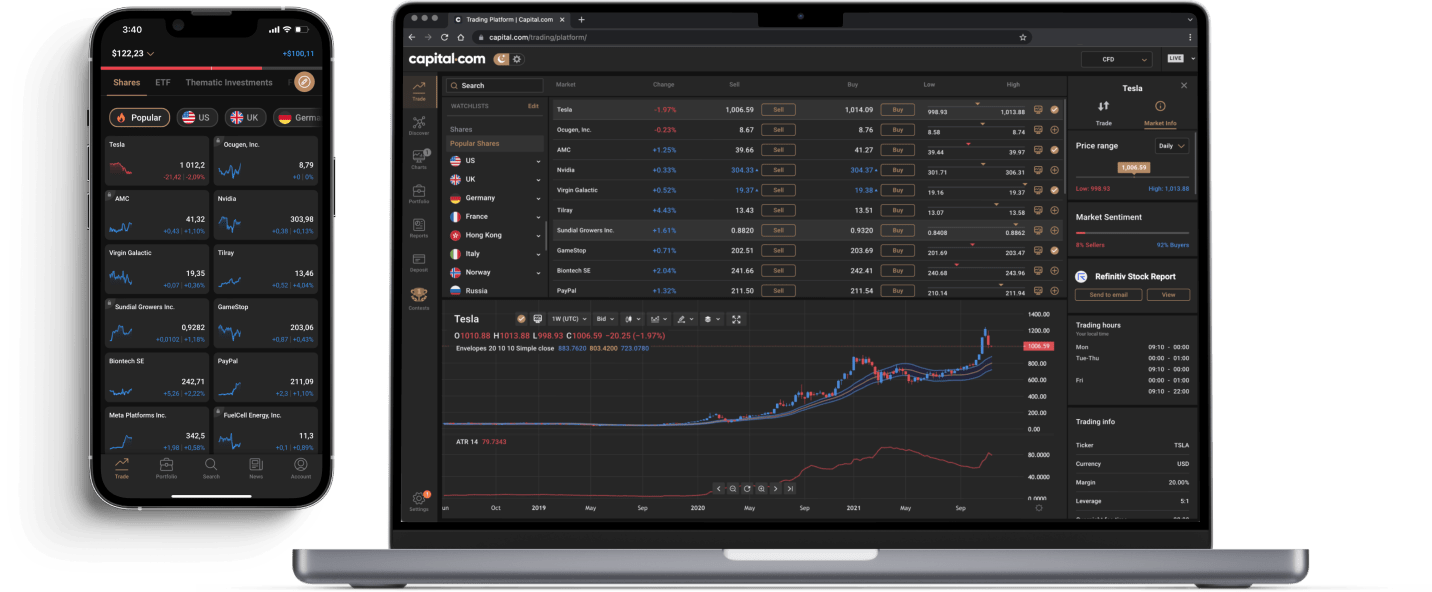 3:40
$122,23
+$100,11
Shares ETF Thematic Investments F
Popular US UK Germa
Tesla
1 012,2
-21,42 | -2,09%
Ocugen, Inc.
8,79
+0 | 0%
AMC
41,32
+0,43 | +1,10%
Nvidia
303,98
+0,38 | +0,13%
Virgin Galactic
19,35
+0,07 | +0,36%
Tilray
13,46
+0,52 | +4,04%
Sundial Growers Inc.
0,9282
+0,0102 | +1,18%
GameStop
203,06
+0,87 | +0,43%
Biontech SE
242,71
+5,26 | +2,22%
PayPal
211,09
+2,3 | +1,10%
Meta Platforms Inc.
342,5
+1,98 | +0,58%
FuelCell Energy, Inc.
11,3
+0,1 | +0,89%
Trade Portfolio Search News Account
Trading Platform | Capital.com
capital.com/trading/platform/
capital.com
CFD
LIVE
Trade
Discover
Charts
1
Portfolio
Reports
Deposit
Contests
1
Settings
Search
WATCHLISTS Edit
Shares
Popular Shares
US
UK
Germany
France
Hong Kong
Italy
Norway
Russia
Market Change Sell Buy Low High
Tesla -1.97% 1,006.59 Sell 1,014.09 Buy 998.93 1,013.88
Ocugen, Inc. -0.23% 8.67 Sell 8.76 Buy 8.58 8.74
AMC +1.25% 39.66 Sell 41.27 Buy 39.44 39.97
Nvidia +0.33% 304.33 Sell 304.37 Buy 301.71 306.31
Virgin Galactic +0.52% 19.37 Sell 19.38 Buy 19.16 19.37
Tilray +4.43% 13.43 Sell 13.51 Buy 13.07 13.58
Sundial Growers Inc. +1.61% 0.8820 Sell 0.9320 Buy 0.8408 0.8862
GameStop +0.71% 202.51 Sell 203.69 Buy 201.69 203.47
Biontech SE +2.04% 241.66 Sell 242.41 Buy 240.68 243.96
PayPal +1.32% 211.50 Sell 211.54 Buy 210.14 211.94
Tesla 1W (UTC) Bid
O1010.88 H1013.88 L998.93 C1006.59 -20.25 (-1.97%)
Envelopes 20 10 10 Simple close 883.7620 803.4200 723.0780
1400.00
1200.00
1006.59
800.00
600.00
400.00
200.00
0.00
ATR 14 79.7343
80.0000
40.0000
0.0000
un Oct 2019 May Sep 2020 May Sep 2021 May Sep
Tesla
Trade Market Info
Price range Daily
1,006.59
Low: 998.93 High: 1,013.88
Market Sentiment
8% Sellers 92% Buyers
Refinitiv Stock Report
Send to email View
Trading hours
Your local time
Mon 09:10 - 00:00
Tue-Thu 00:00 - 01:00
09:10 - 00:00
Fri 00:00 - 01:00
09:10 - 22:00
Trading info
Ticker TSLA
Currency USD
Margin 20.00%
Leverage 5:1